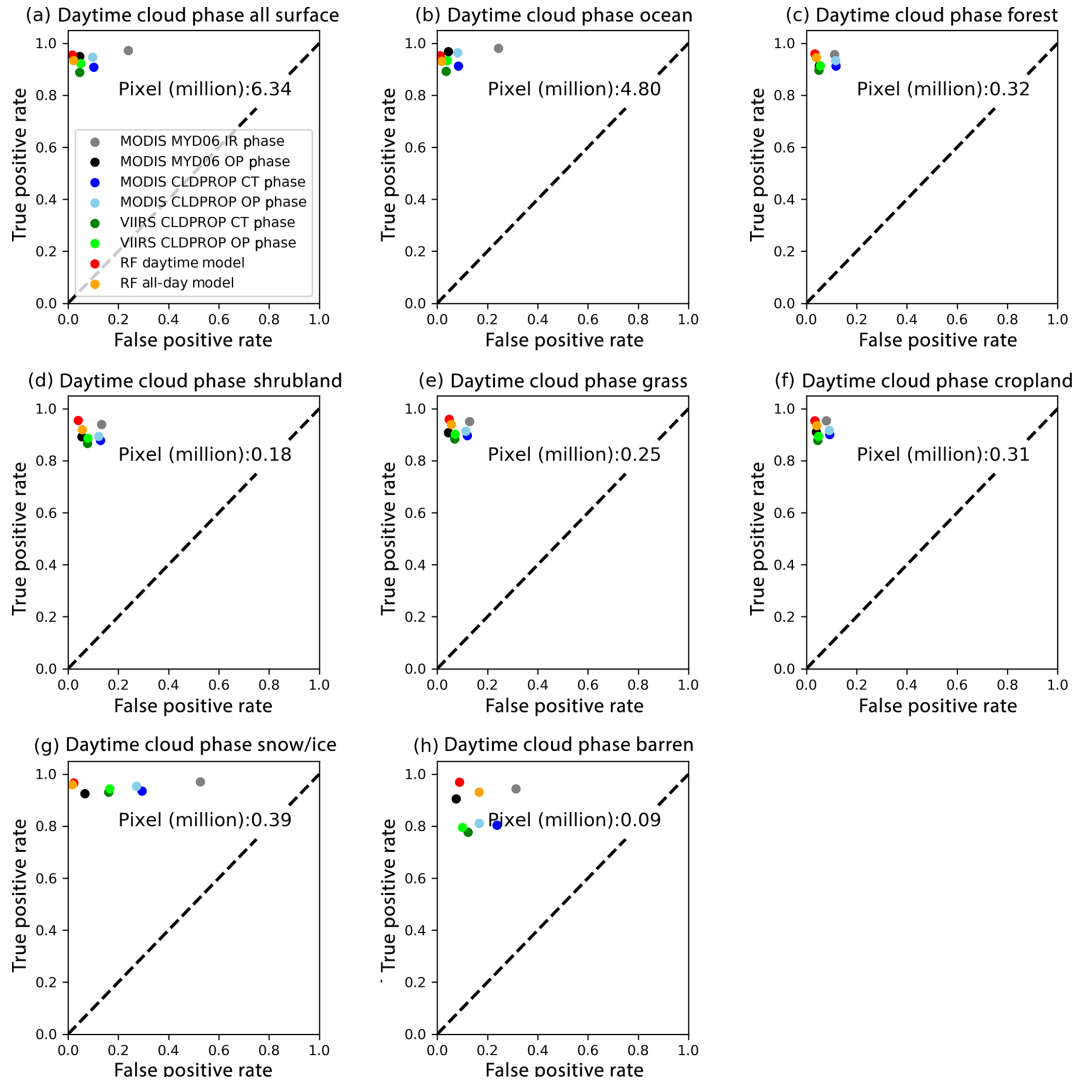 (a) Daytime cloud phase all surface
True positive rate
1.0
0.8
0.6
0.4
0.2
0.0
Pixel (million):6.34
MODIS MYD06 IR phase
MODIS MYD06 OP phase
MODIS CLDPROP CT phase
MODIS CLDPROP OP phase
VIIRS CLDPROP CT phase
VIIRS CLDPROP OP phase
RF daytime model
RF all-day model
0.0 0.2 0.4 0.6 0.8 1.0
False positive rate
(b) Daytime cloud phase ocean
True positive rate
1.0
0.8
0.6
0.4
0.2
0.0
Pixel (million):4.80
0.0 0.2 0.4 0.6 0.8 1.0
False positive rate
(c) Daytime cloud phase forest
True positive rate
1.0
0.8
0.6
0.4
0.2
0.0
Pixel (million):0.32
0.0 0.2 0.4 0.6 0.8 1.0
False positive rate
(d) Daytime cloud phase shrubland
True positive rate
1.0
0.8
0.6
0.4
0.2
0.0
Pixel (million):0.18
0.0 0.2 0.4 0.6 0.8 1.0
False positive rate
(e) Daytime cloud phase grass
True positive rate
1.0
0.8
0.6
0.4
0.2
0.0
Pixel (million):0.25
0.0 0.2 0.4 0.6 0.8 1.0
False positive rate
(f) Daytime cloud phase cropland
True positive rate
1.0
0.8
0.6
0.4
0.2
0.0
Pixel (million):0.31
0.0 0.2 0.4 0.6 0.8 1.0
False positive rate
(g) Daytime cloud phase snow/ice
True positive rate
1.0
0.8
0.6
0.4
0.2
0.0
Pixel (million):0.39
0.0 0.2 0.4 0.6 0.8 1.0
False positive rate
(h) Daytime cloud phase barren
True positive rate
1.0
0.8
0.6
0.4
0.2
0.0
Pixel (million):0.09
0.0 0.2 0.4 0.6 0.8 1.0
False positive rate